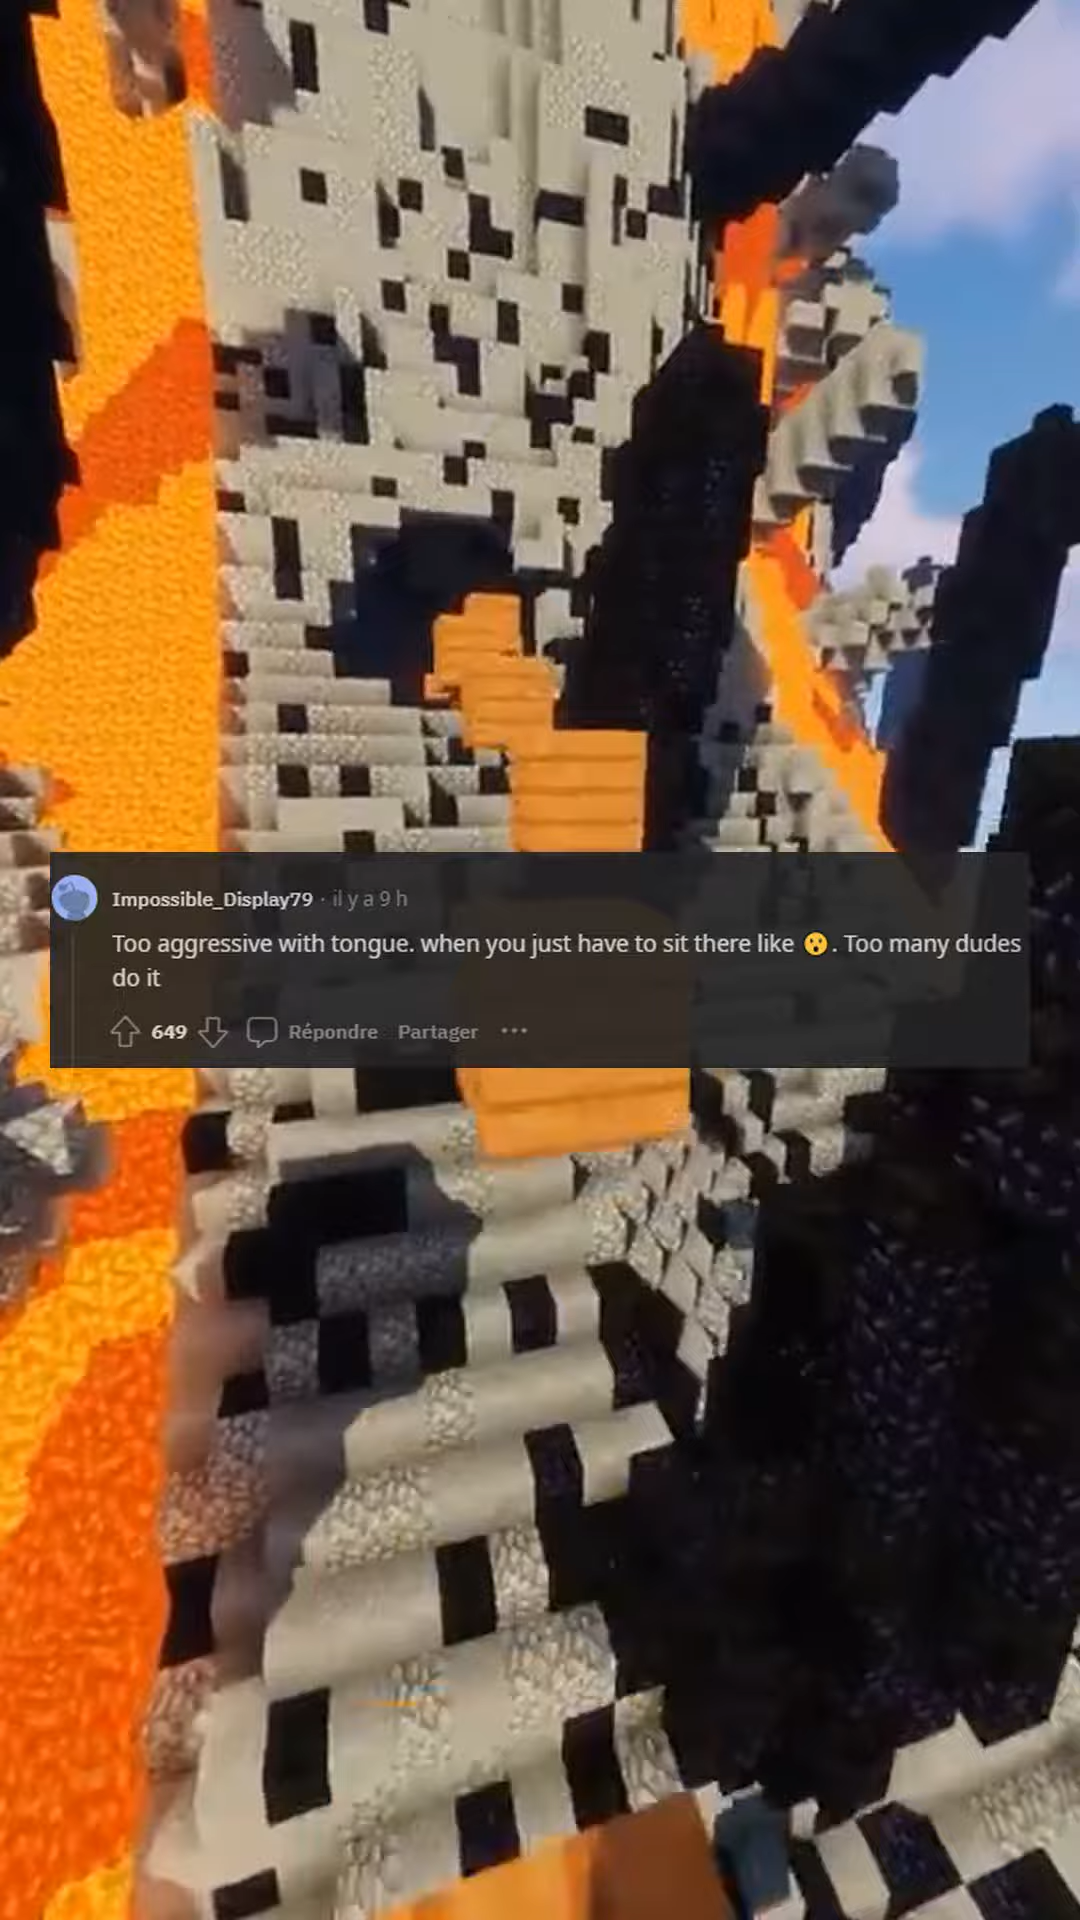 Impossible_Display79 · il y a 9 h
Too aggressive with tongue. when you just have to sit there like 😮. Too many dudes
do it
649 Répondre Partager ···